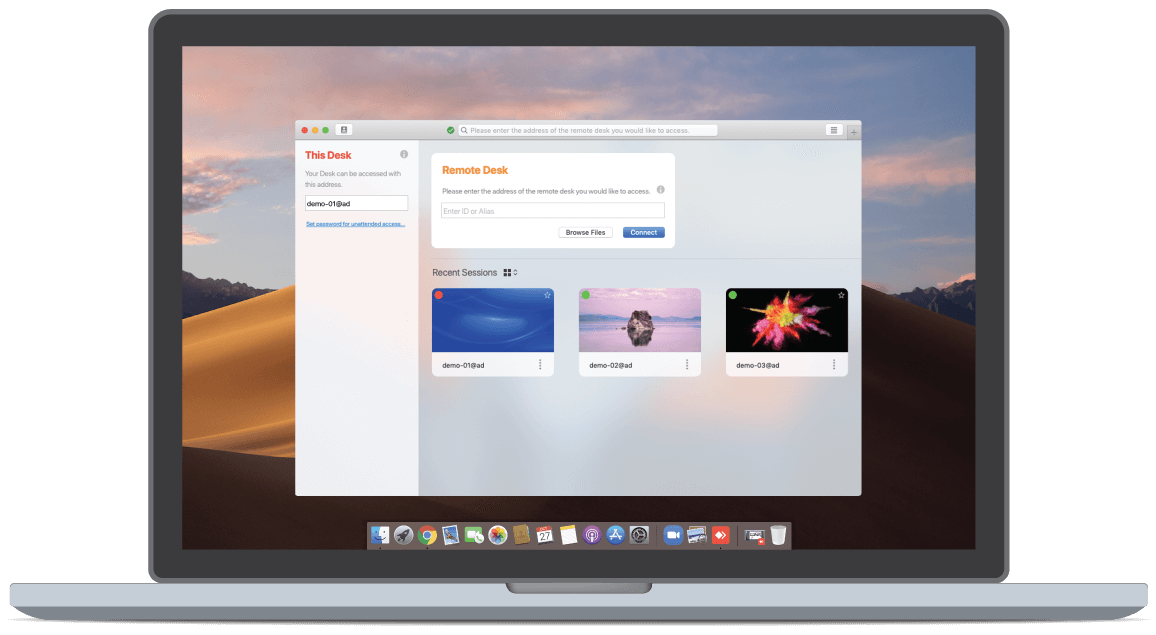 Please enter the address of the remote desk you would like to access.
This Desk
Your Desk can be accessed with
this address.
demo-01@ad
Set password for unattended access...
Remote Desk
Please enter the address of the remote desk you would like to access.
Enter ID or Alias
Browse Files
Connect
Recent Sessions
demo-01@ad
demo-02@ad
demo-03@ad
27